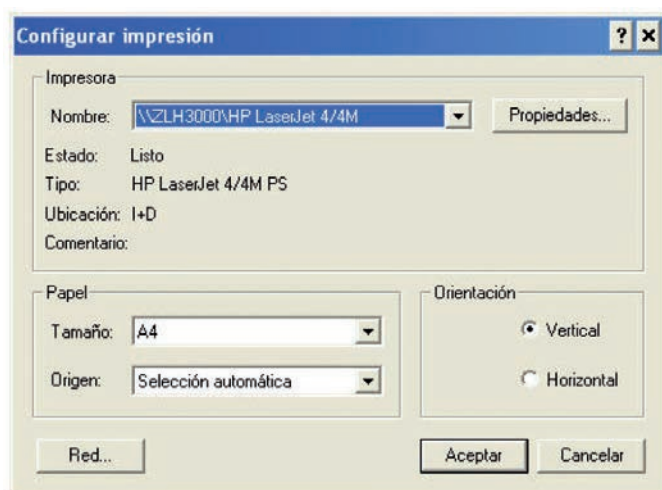 Configurar impresión
Impresora
Nombre: \\ZLH3000\HP LaserJet 4/4M Propiedades...
Estado: Listo
Tipo: HP LaserJet 4/4M PS
Ubicación: I+D
Comentario:
Papel
Tamaño: A4
Origen: Selección automática
Orientación
Vertical
Horizontal
Red... Aceptar Cancelar